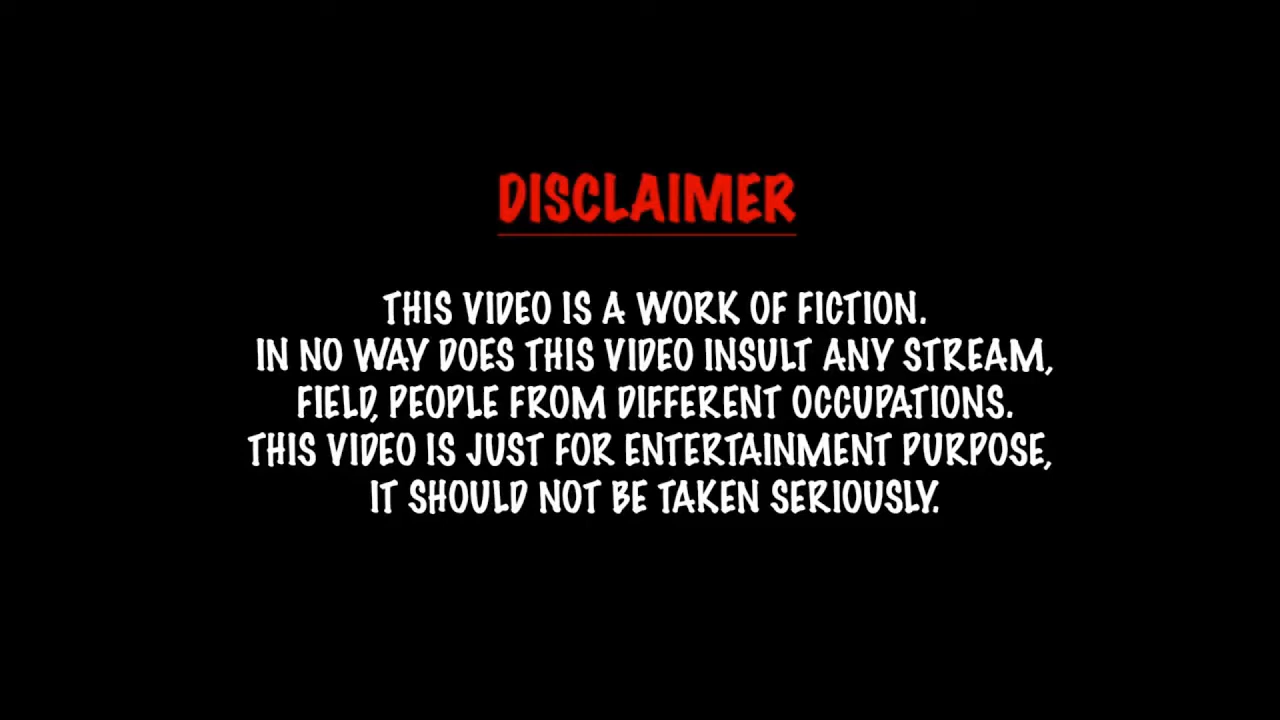 DISCLAIMER
THIS VIDEO IS A WORK OF FICTION.
IN NO WAY DOES THIS VIDEO INSULT ANY STREAM,
FIELD, PEOPLE FROM DIFFERENT OCCUPATIONS.
THIS VIDEO IS JUST FOR ENTERTAINMENT PURPOSE,
IT SHOULD NOT BE TAKEN SERIOUSLY.